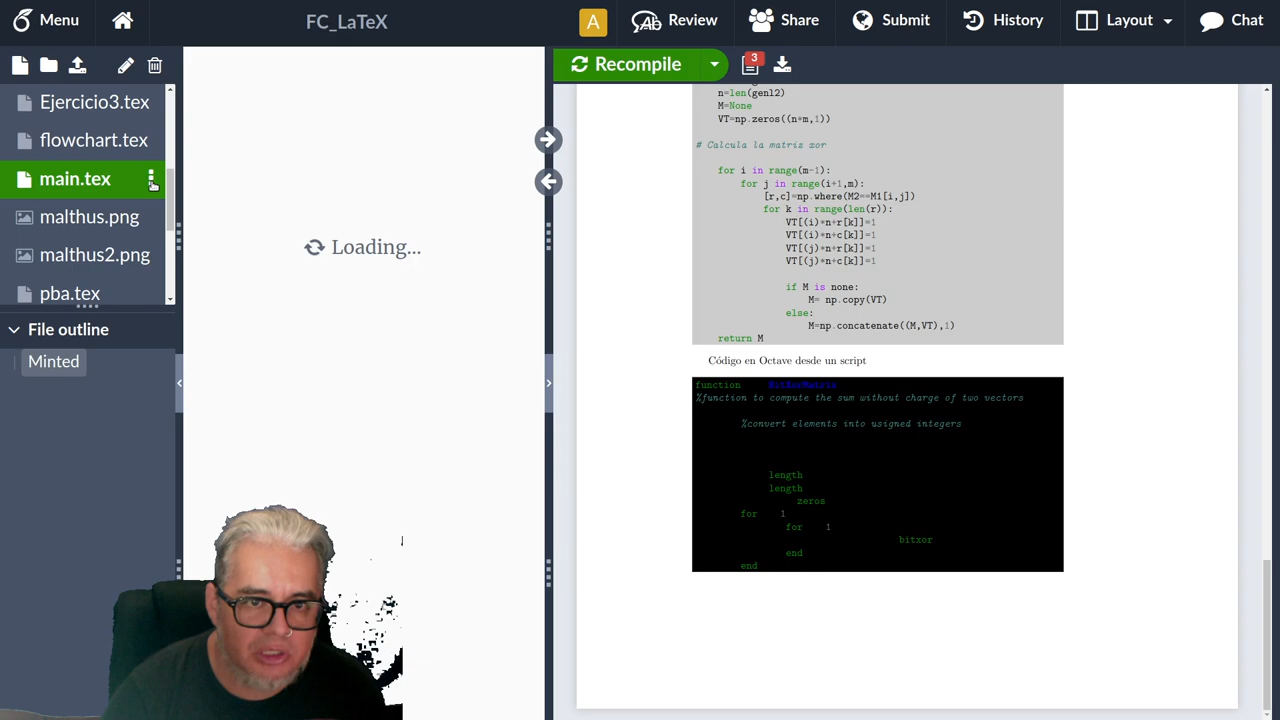 Menu
FC_LaTeX
A
Review
Share
Submit
History
Layout
Chat
Recompile
3
Ejercicio3.tex
flowchart.tex
main.tex
malthus.png
malthus2.png
pba.tex
File outline
Minted
Loading...
n=len(genl2)
M=None
VT=np.zeros((n*m,1))
# Calcula la matris xor
for i in range(m-1):
for j in range(i+1,m):
[r,c]=np.where(M2==M1[i,j])
for k in range(len(r)):
VT[(i)*n+r[k]]=1
VT[(i)*n+c[k]]=1
VT[(j)*n+r[k]]=1
VT[(j)*n+c[k]]=1
if M is none:
M= np.copy(VT)
else:
M=np.concatenate((M,VT),1)
return M
Código en Octave desde un script
function BitXorMatrix
%function to compute the sum without charge of two vectors
%convert elements into usigned integers
length
length
zeros
for 1
for 1
bitxor
end
end